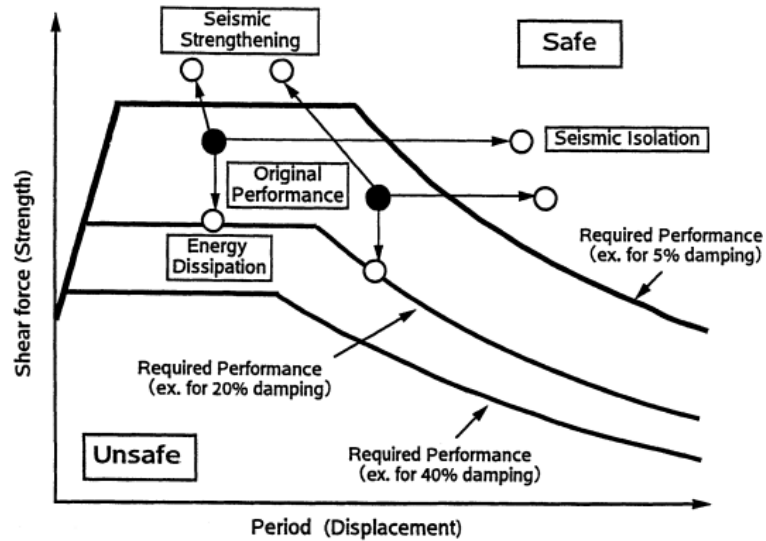 Seismic
Strengthening
Safe
Seismic Isolation
Original
Performance
Energy
Dissipation
Required Performance
(ex. for 5% damping)
Required Performance
(ex. for 20% damping)
Required Performance
(ex. for 40% damping)
Unsafe
Shear force (Strength)
Period (Displacement)